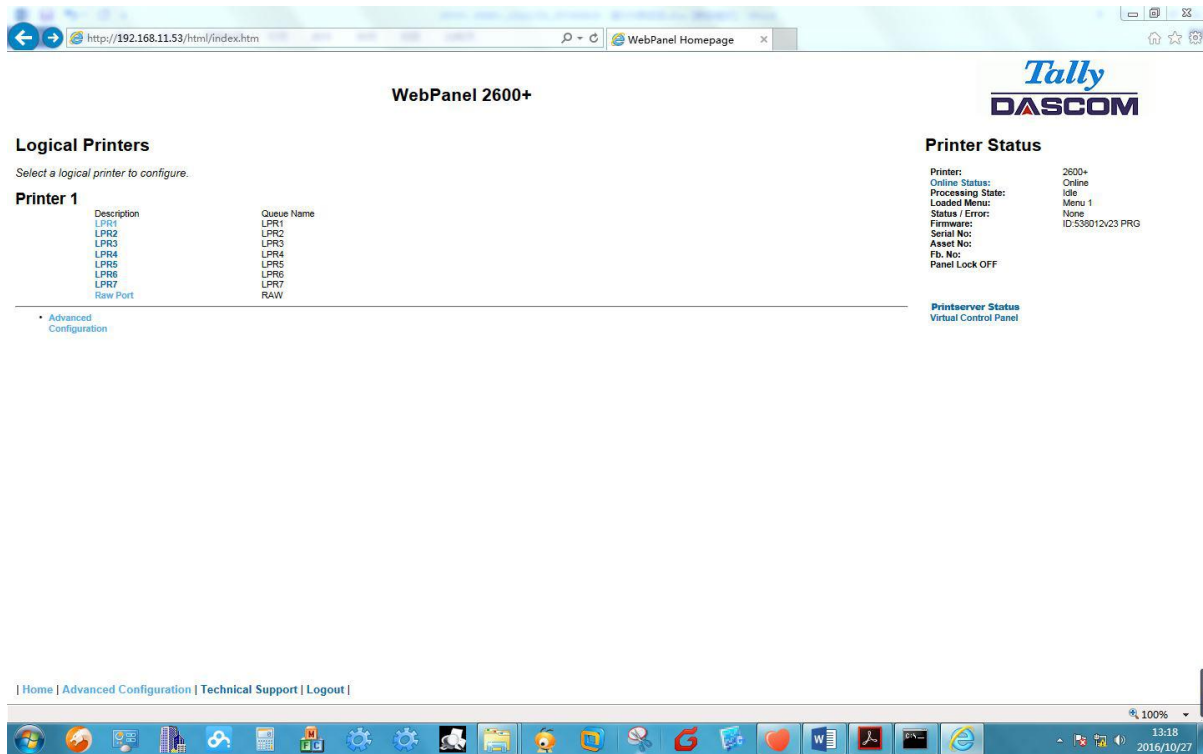 http://192.168.11.53/html/index.htm
WebPanel Homepage
WebPanel 2600+
Tally
DASCOM
Logical Printers
Select a logical printer to configure.
Printer 1
Description Queue Name
LPR1 LPR1
LPR2 LPR2
LPR3 LPR3
LPR4 LPR4
LPR5 LPR5
LPR6 LPR6
LPR7 LPR7
Raw Port RAW
• Advanced
Configuration
Printer Status
Printer: 2600+
Online Status: Online
Processing State: Idle
Loaded Menu: Menu 1
Status / Error: None
Firmware: ID:538012v23 PRG
Serial No:
Asset No:
Fb. No:
Panel Lock OFF
Printserver Status
Virtual Control Panel
| Home | Advanced Configuration | Technical Support | Logout |
100%
13:18
2016/10/7